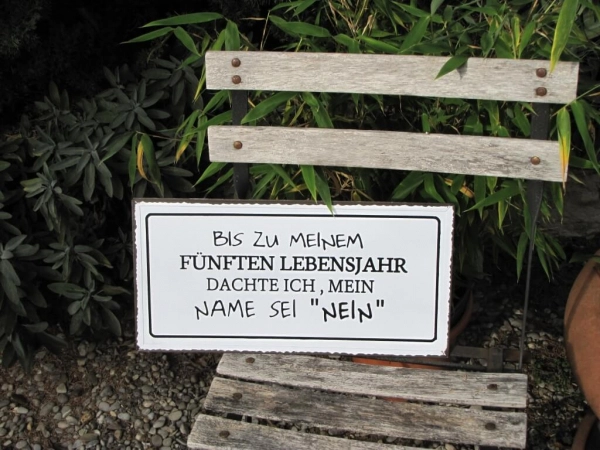 BIS ZU MEINEM
FÜNFTEN LEBENSJAHR
DACHTE ICH, MEIN
NAME SEI "NEIN"